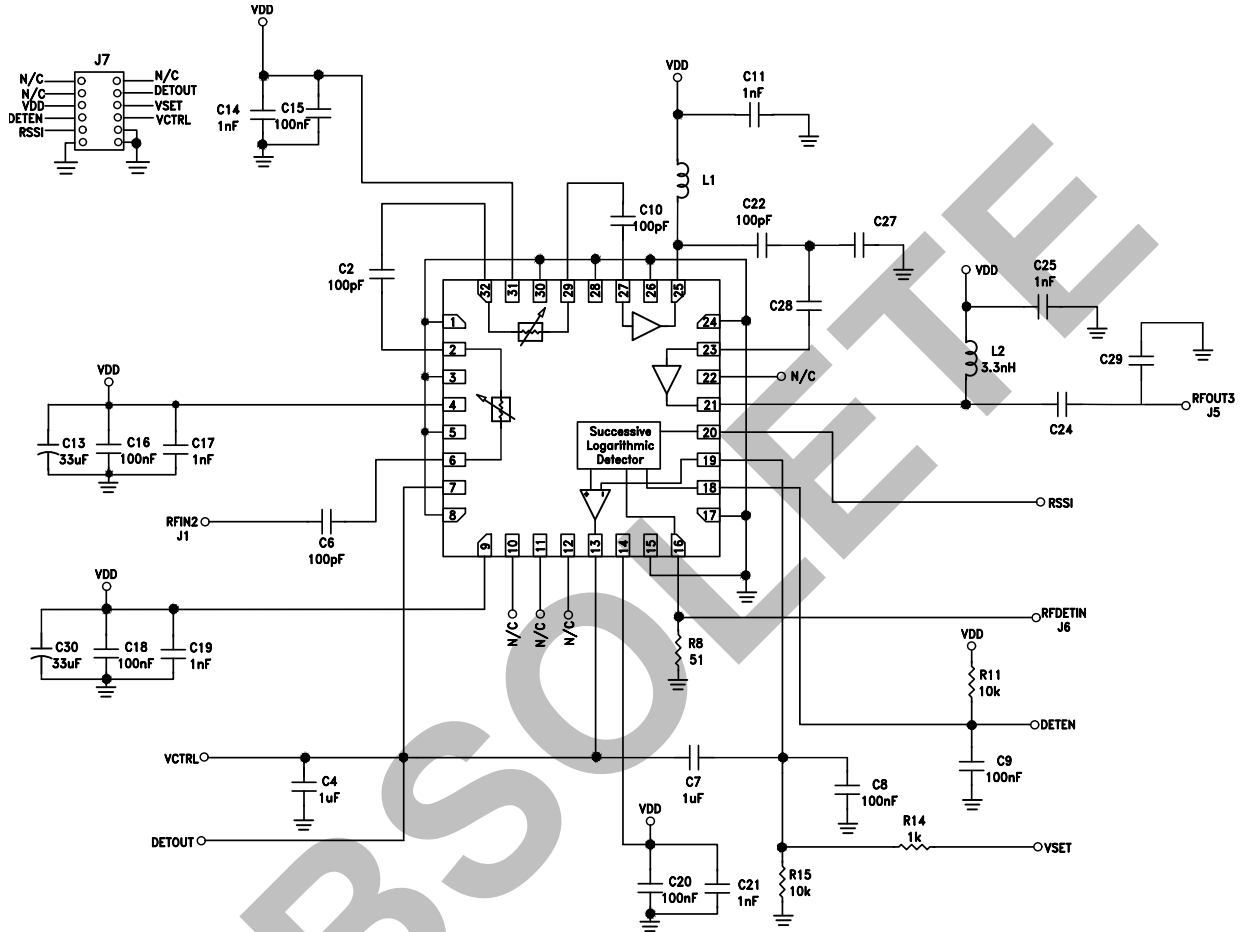 VDD
J7
N/C
N/C
N/C
DETOUT
VDD
VSET
DETEN
VCTRL
RSSI
C14
1nF
C15
100nF
VDD
C11
1nF
L1
C10
100pF
C22
100pF
C27
C2
100pF
C28
VDD
C25
1nF
L2
3.3nH
C29
C24
RFOUT3
J5
32
31
30
29
28
27
26
25
1
2
3
4
5
6
7
8
24
23
22
21
20
19
18
17
N/C
9
10
11
12
13
14
15
16
Successive
Logarithmic
Detector
+
-
VDD
C13
33uF
C16
100nF
C17
1nF
RFIN2
J1
C6
100pF
RSSI
VDD
C30
33uF
C18
100nF
C19
1nF
N/C
N/C
N/C
R8
51
RFDETIN
J6
VDD
R11
10k
DETEN
C9
100nF
VCTRL
C4
1uF
C7
1uF
C8
100nF
DETOUT
VDD
C20
100nF
C21
1nF
R14
1k
VSET
R15
10k
BSOLETE